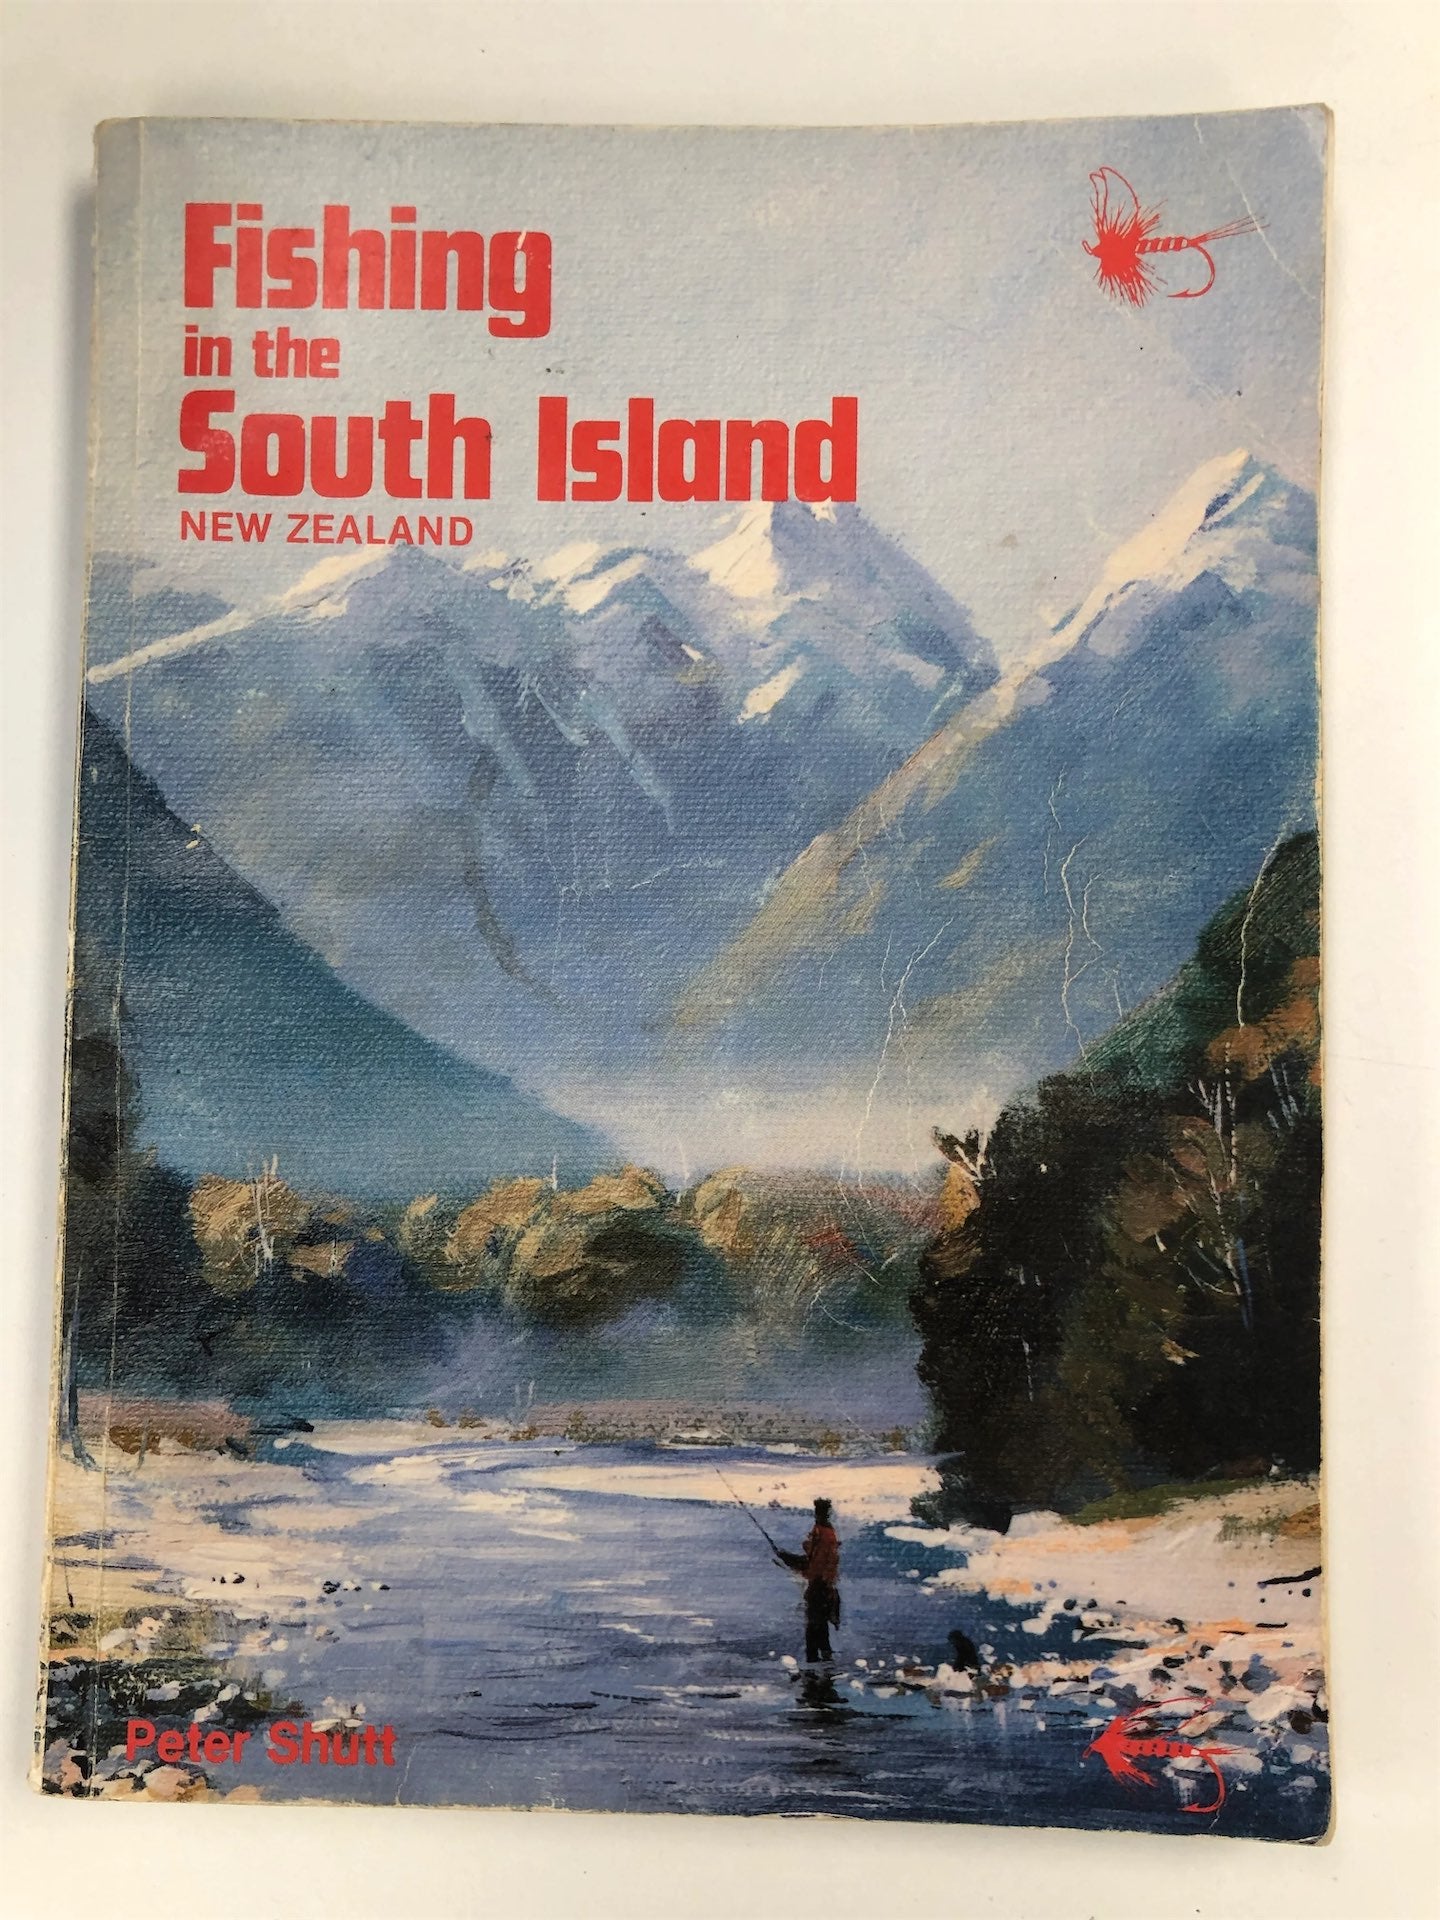 Fishing
in the
South Island
NEW ZEALAND
Peter Shutt